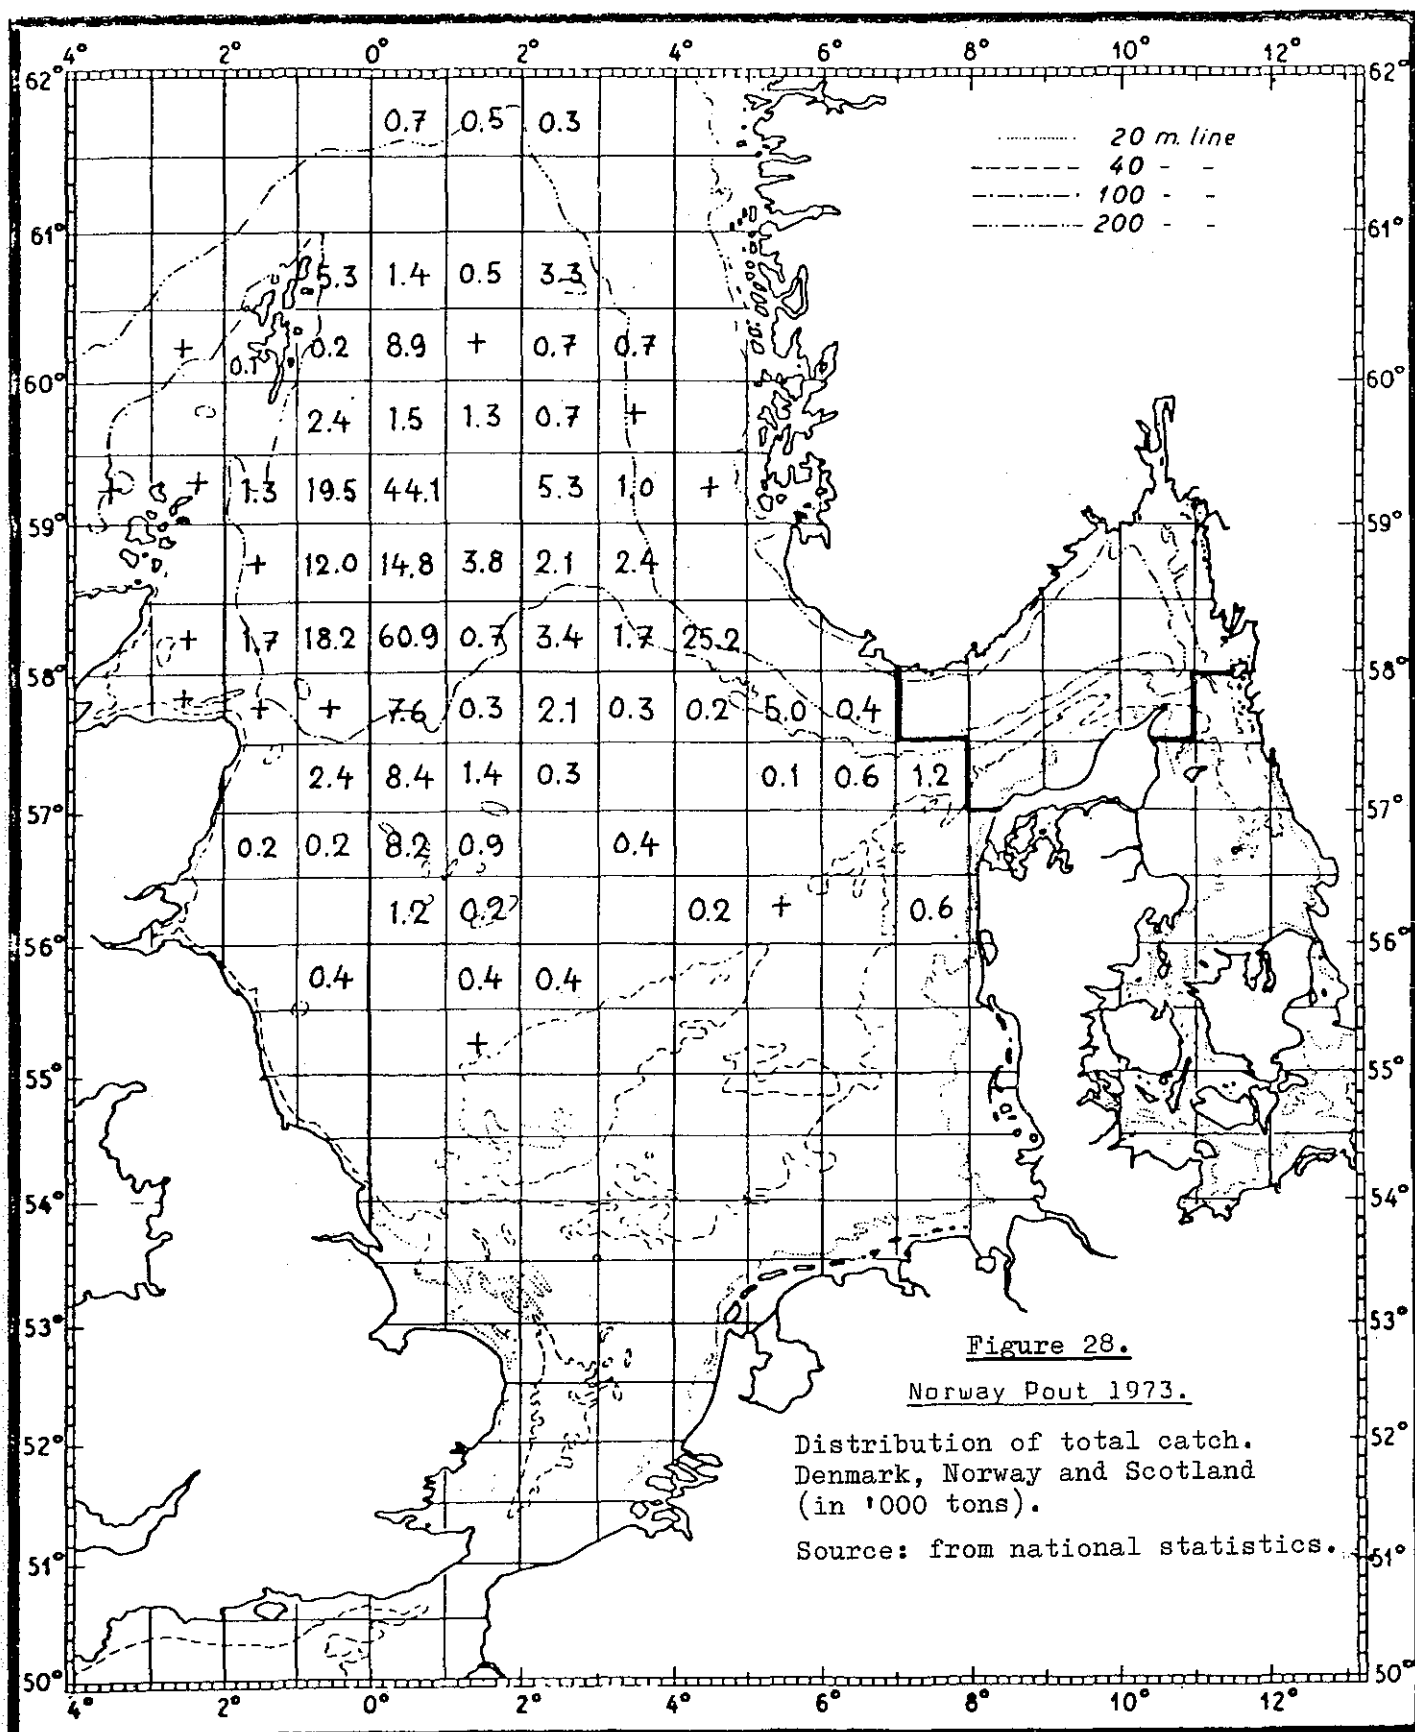 4° 2° 0° 2° 4° 6° 8° 10° 12°
62° 62°
0.7 0.5 0.3
20 m. line
40 - -
100 - -
200 - -
61° 61°
5.3 1.4 0.5 3.3
+ 0.1 0.2 8.9 + 0.7 0.7
60° 60°
2.4 1.5 1.3 0.7 +
+ + 1.3 19.5 44.1 5.3 1.0 +
59° 59°
+ 12.0 14.8 3.8 2.1 2.4
+ 1.7 18.2 60.9 0.7 3.4 1.7 25.2
58° 58°
+ + + 7.6 0.3 2.1 0.3 0.2 5.0 0.4
2.4 8.4 1.4 0.3 0.1 0.6 1.2
57° 57°
0.2 0.2 8.2 0.9 0.4
1.2 0.2 0.2 + 0.6
56° 56°
0.4 0.4 0.4
+
55° 55°
54° 54°
53° 53°
Figure 28.
Norway Pout 1973.
52° 52°
Distribution of total catch.
Denmark, Norway and Scotland
(in '000 tons).
Source: from national statistics.
51° 51°
50° 50°
4° 2° 0° 2° 4° 6° 8° 10° 12°